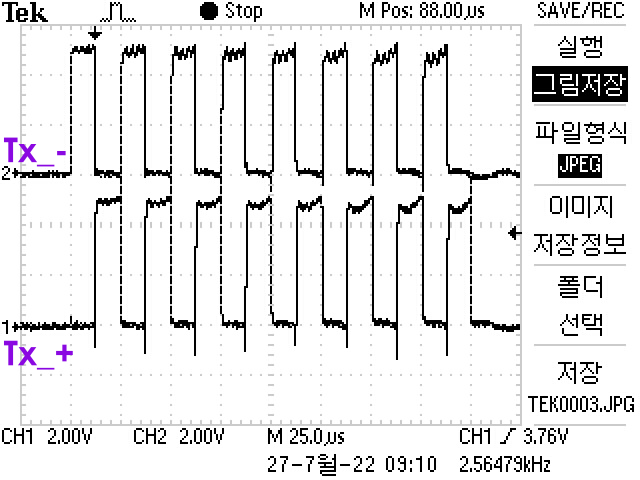 Tek Stop M Pos: 88.00µs SAVE/REC
실행
그림저장
파일형식
JPEG
Tx_-
2
이미지
저장정보
폴더
선택
1
Tx_+
저장
TEK0003.JPG
CH1 2.00V CH2 2.00V M 25.0µs CH1 3.76V
27-7월-22 09:10 2.56479kHz